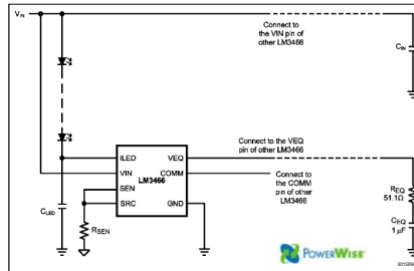 VIN
Connect to
the VIN pin of
other LM3466
CIN
Connect to the VEQ
pin of other LM3466
ILED
VEQ
VIN
COMM
LM3466
SEN
SRC
GND
Connect to
the COMM
pin of other
LM3466
CLED
RSEN
REQ
51.1Ω
CEQ
1 µF
POWERWISE®